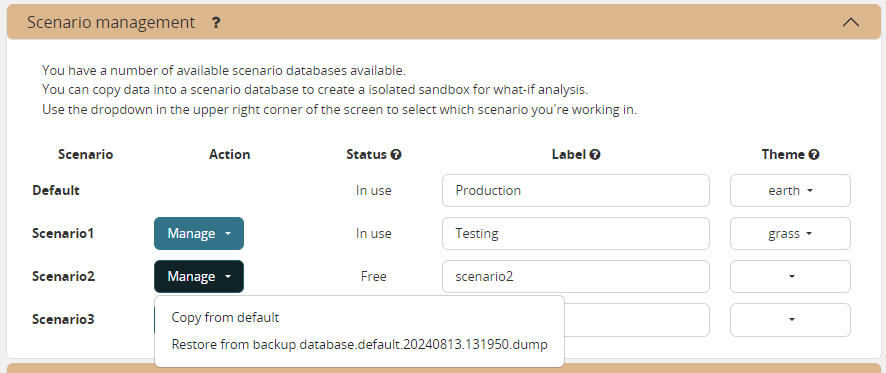 Scenario management ?
You have a number of available scenario databases available.
You can copy data into a scenario database to create a isolated sandbox for what-if analysis.
Use the dropdown in the upper right corner of the screen to select which scenario you're working in.
Scenario Action Status ? Label ? Theme ?
Default In use Production earth
Scenario1 Manage In use Testing grass
Scenario2 Manage Free scenario2
Scenario3
Copy from default
Restore from backup database.default.20240813.131950.dump